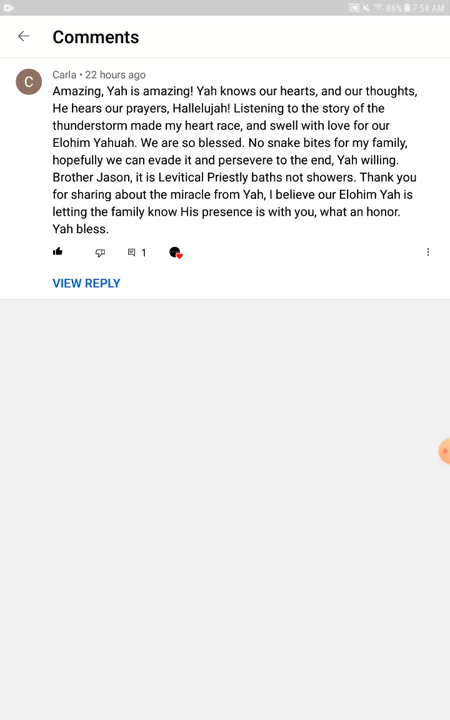 86% 7:54 AM
Comments
C
Carla • 22 hours ago
Amazing, Yah is amazing! Yah knows our hearts, and our thoughts,
He hears our prayers, Hallelujah! Listening to the story of the
thunderstorm made my heart race, and swell with love for our
Elohim Yahuah. We are so blessed. No snake bites for my family,
hopefully we can evade it and persevere to the end, Yah willing.
Brother Jason, it is Levitical Priestly baths not showers. Thank you
for sharing about the miracle from Yah, I believe our Elohim Yah is
letting the family know His presence is with you, what an honor.
Yah bless.
1
VIEW REPLY